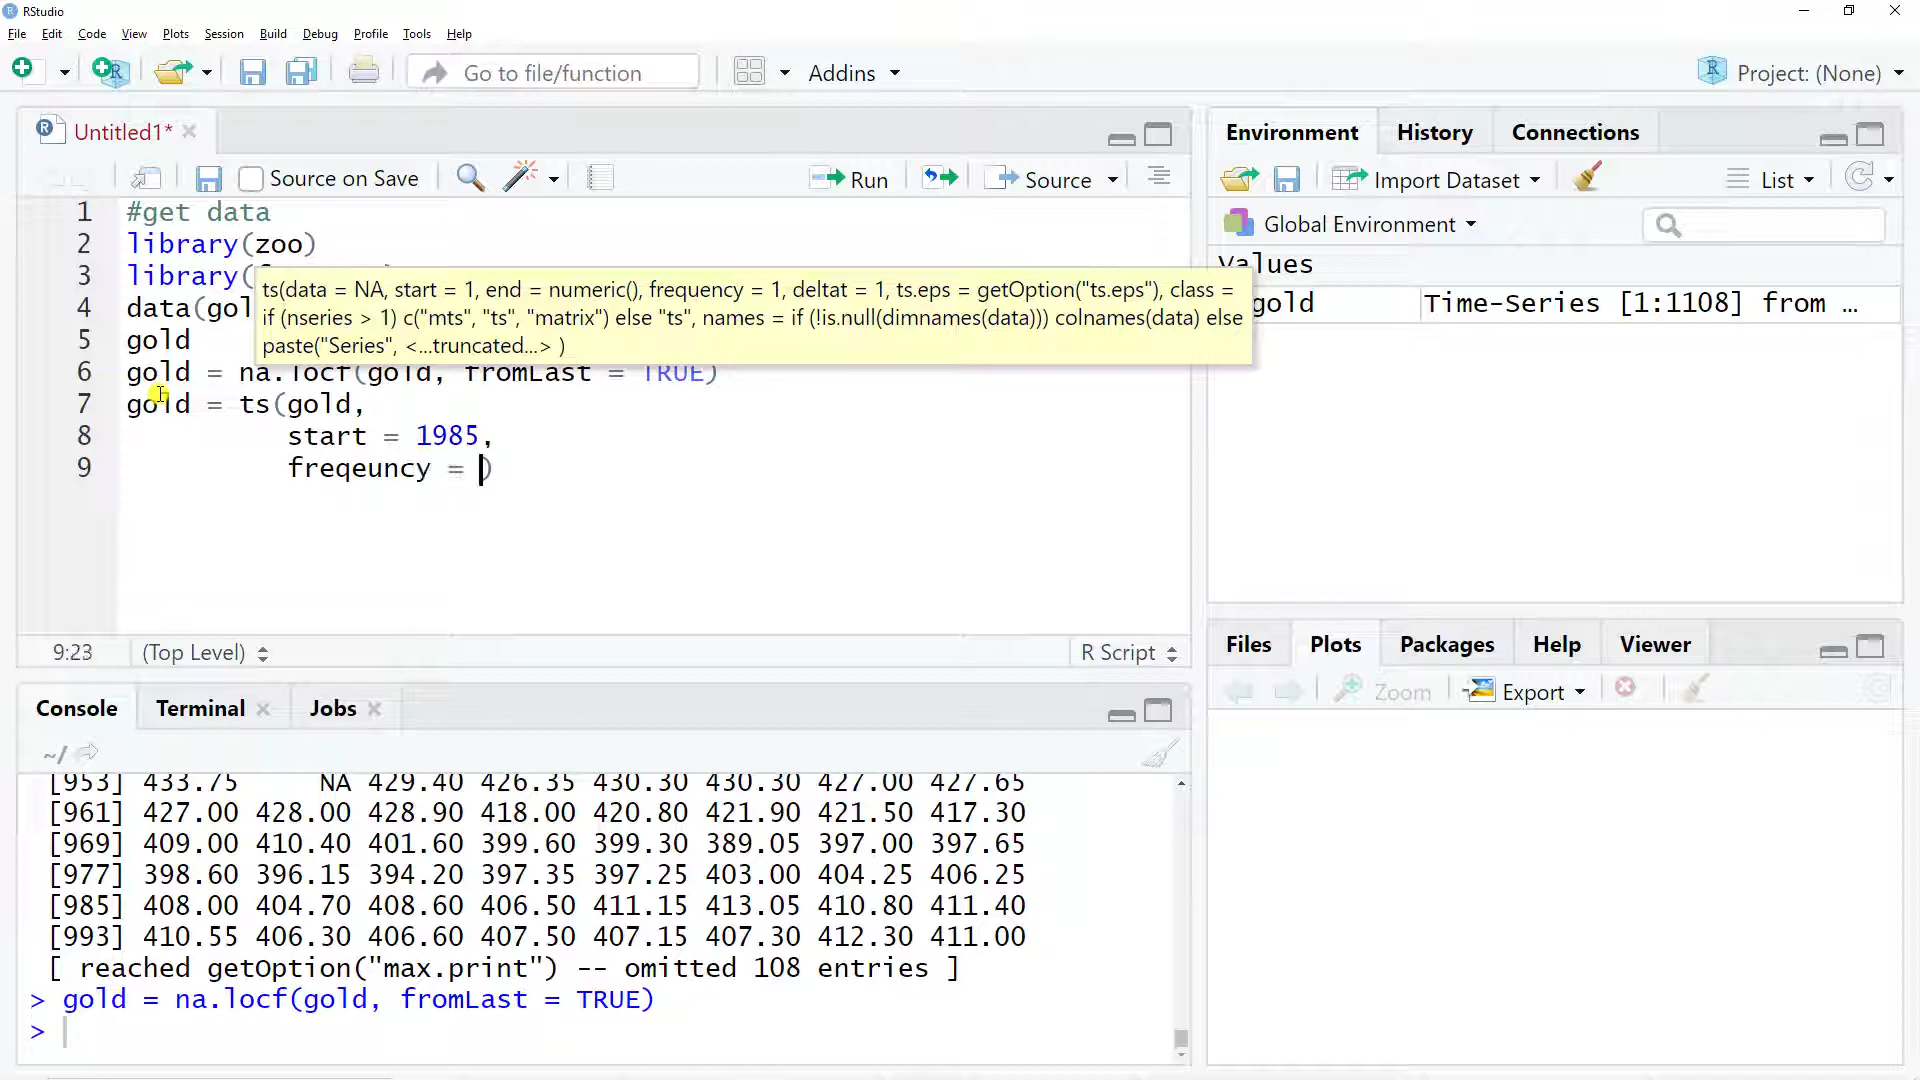 RStudio
File Edit Code View Plots Session Build Debug Profile Tools Help
Go to file/function Addins Project: (None)
Untitled1*
Source on Save Run Source
1 #get data
2 library(zoo)
3 library(
4 data(gol
5 gold
6 gold = na.locf(gold, fromLast = TRUE)
7 gold = ts(gold,
8 start = 1985,
9 freqeuncy = )
ts(data = NA, start = 1, end = numeric(), frequency = 1, deltat = 1, ts.eps = getOption("ts.eps"), class =
if (nseries > 1) c("mts", "ts", "matrix") else "ts", names = if (!is.null(dimnames(data))) colnames(data) else
paste("Series", <...truncated...> )
9:23 (Top Level) R Script
Console Terminal Jobs
~/
[953] 433.75 NA 429.40 426.35 430.30 430.30 427.00 427.65
[961] 427.00 428.00 428.90 418.00 420.80 421.90 421.50 417.30
[969] 409.00 410.40 401.60 399.60 399.30 389.05 397.00 397.65
[977] 398.60 396.15 394.20 397.35 397.25 403.00 404.25 406.25
[985] 408.00 404.70 408.60 406.50 411.15 413.05 410.80 411.40
[993] 410.55 406.30 406.60 407.50 407.15 407.30 412.30 411.00
[ reached getOption("max.print") -- omitted 108 entries ]
> gold = na.locf(gold, fromLast = TRUE)
>
Environment History Connections
Import Dataset List
Global Environment
Values
gold Time-Series [1:1108] from …
Files Plots Packages Help Viewer
Zoom Export